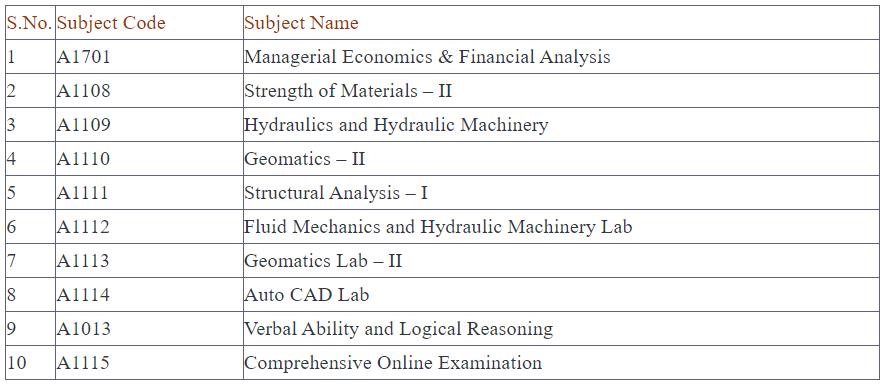 S.No. Subject Code Subject Name
1 A1701 Managerial Economics & Financial Analysis
2 A1108 Strength of Materials – II
3 A1109 Hydraulics and Hydraulic Machinery
4 A1110 Geomatics – II
5 A1111 Structural Analysis – I
6 A1112 Fluid Mechanics and Hydraulic Machinery Lab
7 A1113 Geomatics Lab – II
8 A1114 Auto CAD Lab
9 A1013 Verbal Ability and Logical Reasoning
10 A1115 Comprehensive Online Examination